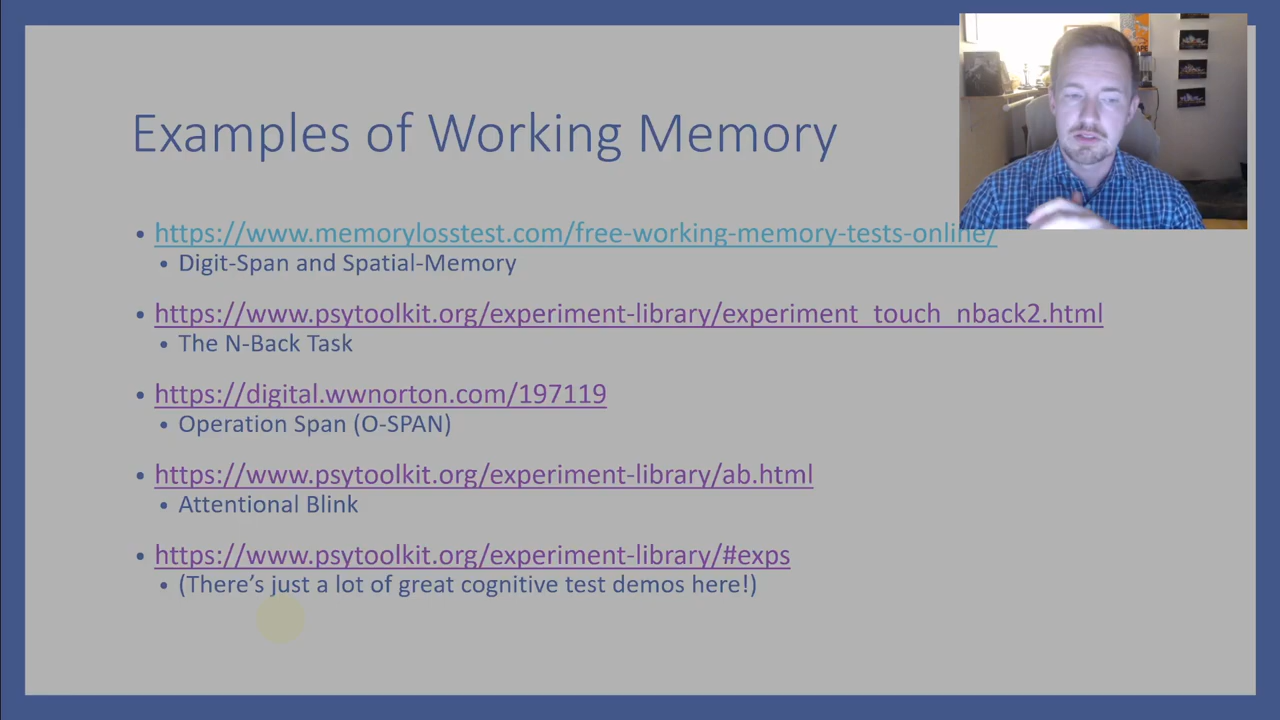 Examples of Working Memory
• https://www.memorylosstest.com/free-working-memory-tests-online/
• Digit-Span and Spatial-Memory
• https://www.psytoolkit.org/experiment-library/experiment_touch_nback2.html
• The N-Back Task
• https://digital.wwnorton.com/197119
• Operation Span (O-SPAN)
• https://www.psytoolkit.org/experiment-library/ab.html
• Attentional Blink
• https://www.psytoolkit.org/experiment-library/#exps
• (There’s just a lot of great cognitive test demos here!)